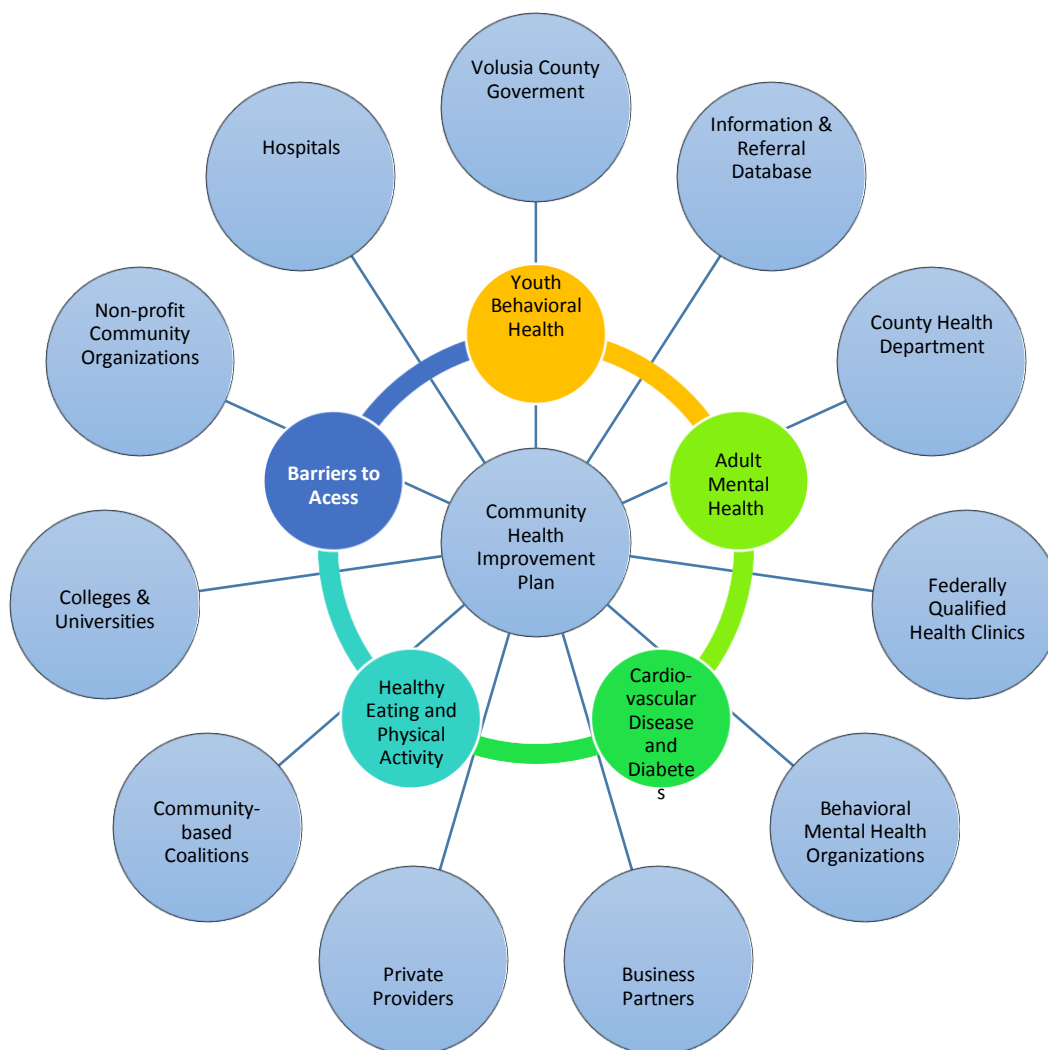 Volusia County
Goverment
Information &
Referral
Database
Hospitals
Youth
Behavioral
Health
Non-profit
Community
Organizations
County Health
Department
Barriers to
Acess
Adult
Mental
Health
Community
Health
Improvement
Plan
Colleges &
Universities
Federally
Qualified
Health Clinics
Healthy
Eating and
Physical
Activity
Cardio-
vascular
Disease
and
Diabete
s
Community-
based
Coalitions
Behavioral
Mental Health
Organizations
Private
Providers
Business
Partners